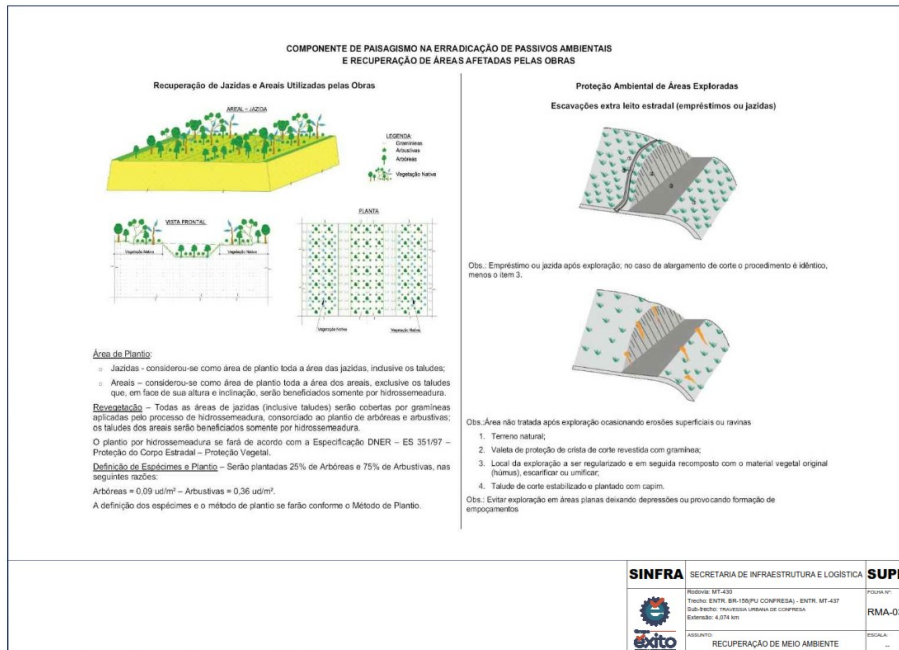 COMPONENTE DE PAISAGISMO NA ERRADICAÇÃO DE PASSIVOS AMBIENTAIS
E RECUPERAÇÃO DE ÁREAS AFETADAS PELAS OBRAS
Recuperação de Jazidas e Areais Utilizadas pelas Obras
AREAL - JAZIDA
LEGENDA:
Gramíneas
Arbustivas
Arbóreas
Vegetação Nativa
VISTA FRONTAL
Vegetação Nativa
Vegetação Nativa
PLANTA
Vegetação Nativa
Vegetação Nativa
Área de Plantio:
Jazidas - considerou-se como área de plantio toda a área das jazidas, inclusive os taludes;
Areais – considerou-se como área de plantio toda a área dos areais, exclusive os taludes
que, em face de sua altura e inclinação, serão beneficiados somente por hidrossemeadura.
Revegetação – Todas as áreas de jazidas (inclusive taludes) serão cobertas por gramíneas
aplicadas pelo processo de hidrossemeadura, consorciado ao plantio de arbóreas e arbustivas;
os taludes dos areais serão beneficiados somente por hidrossemeadura.
O plantio por hidrossemeadura se fará de acordo com a Especificação DNER – ES 351/97 –
Proteção do Corpo Estradal – Proteção Vegetal.
Definição de Espécimes e Plantio – Serão plantadas 25% de Arbóreas e 75% de Arbustivas, nas
seguintes razões:
Arbóreas = 0,09 ud/m² – Arbustivas = 0,36 ud/m².
A definição dos espécimes e o método de plantio se farão conforme o Método de Plantio.
Proteção Ambiental de Áreas Exploradas
Escavações extra leito estradal (empréstimos ou jazidas)
Obs.: Empréstimo ou jazida após exploração; no caso de alargamento de corte o procedimento é idêntico,
menos o item 3.
Obs.:Área não tratada após exploração ocasionando erosões superficiais ou ravinas
1. Terreno natural;
2. Valeta de proteção de crista de corte revestida com gramínea;
3. Local da exploração a ser regularizado e em seguida recomposto com o material vegetal original
(húmus), escarificar ou umificar;
4. Talude de corte estabilizado e plantado com capim.
Obs.: Evitar exploração em áreas planas deixando depressões ou provocando formação de
empoçamentos
SINFRA
SECRETARIA DE INFRAESTRUTURA E LOGÍSTICA
Rodovia: MT-430
Trecho: ENTR. BR-158(PU CONFRESA) - ENTR. MT-437
Sub-trecho: TRAVESSIA URBANA DE CONFRESA
Extensão: 4,074 km
FOLHA Nº:
êxito
ASSUNTO:
RECUPERAÇÃO DE MEIO AMBIENTE
ESCALA:
--